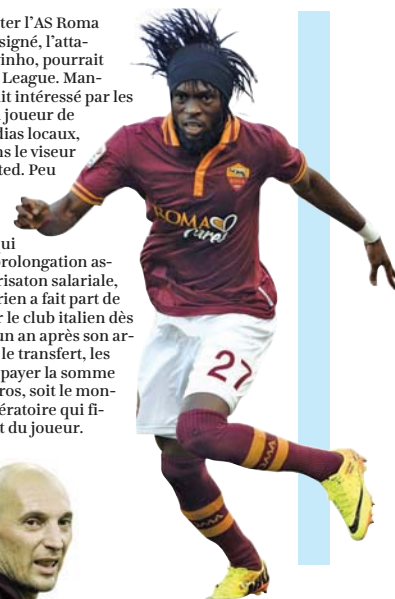 ter l'AS Roma
signé, l'atta-
vinho, pourrait
League. Man-
it intéressé par les
joueur de
dias locaux,
ns le viseur
ted. Peu
ui
prolongation as-
risaton salariale,
rien a fait part de
r le club italien dès
un an après son ar-
le transfert, les
payer la somme
ros, soit le mon-
ératoire qui fi-
t du joueur.
ROMA
cares
27